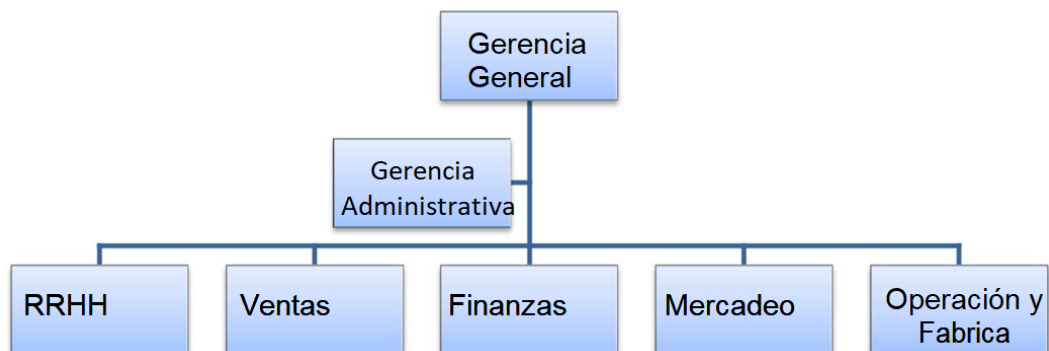 Gerencia
General
Gerencia
Administrativa
RRHH
Ventas
Finanzas
Mercadeo
Operación y
Fabrica